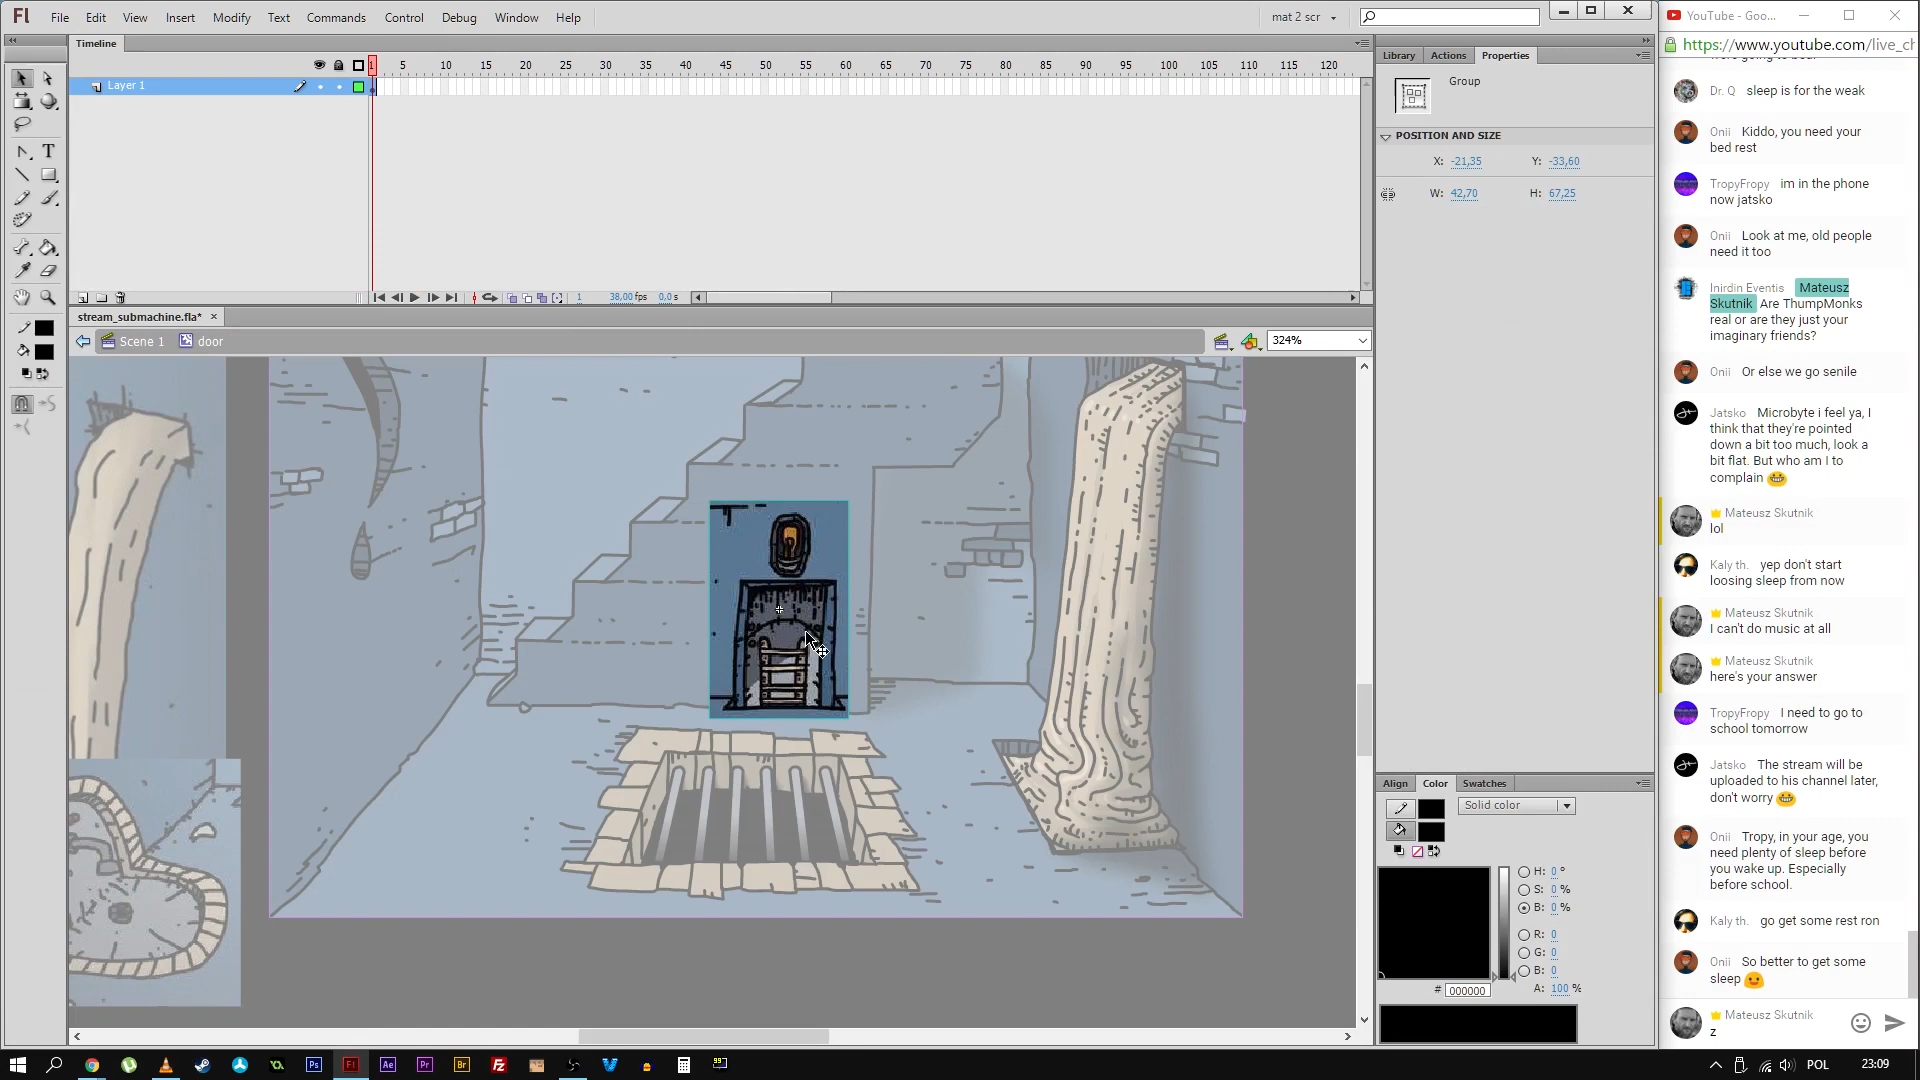 Fl File Edit View Insert Modify Text Commands Control Debug Window Help mat 2 scr
Timeline
1 5 10 15 20 25 30 35 40 45 50 55 60 65 70 75 80 85 90 95 100 105 110 115 120
Layer 1
1 38,00 fps 0,0 s
stream_submachine.fla* ×
Scene 1 door 324%
Library Actions Properties
Group
POSITION AND SIZE
X: -21,35 Y: -33,60
W: 42,70 H: 67,25
Align Color Swatches
Solid color
H: 0 °
S: 0 %
B: 0 %
R: 0
G: 0
B: 0
# 000000 A: 100 %
YouTube - Goo...
https://www.youtube.com/live_ch
Dr. Q sleep is for the weak
Onii Kiddo, you need your
bed rest
TropyFropy im in the phone
now jatsko
Onii Look at me, old people
need it too
Inirdin Eventis Mateusz
Skutnik Are ThumpMonks
real or are they just your
imaginary friends?
Onii Or else we go senile
Jatsko Microbyte i feel ya, I
think that they're pointed
down a bit too much, look a
bit flat. But who am I to
complain
Mateusz Skutnik
lol
Kaly th. yep don't start
loosing sleep from now
Mateusz Skutnik
I can't do music at all
Mateusz Skutnik
here's your answer
TropyFropy I need to go to
school tomorrow
Jatsko The stream will be
uploaded to his channel later,
don't worry
Onii Tropy, in your age, you
need plenty of sleep before
you wake up. Especially
before school.
Kaly th. go get some rest ron
Onii So better to get some
sleep
Mateusz Skutnik
z
Ps Fl Ae Pr Br Fz 99 POL 23:09